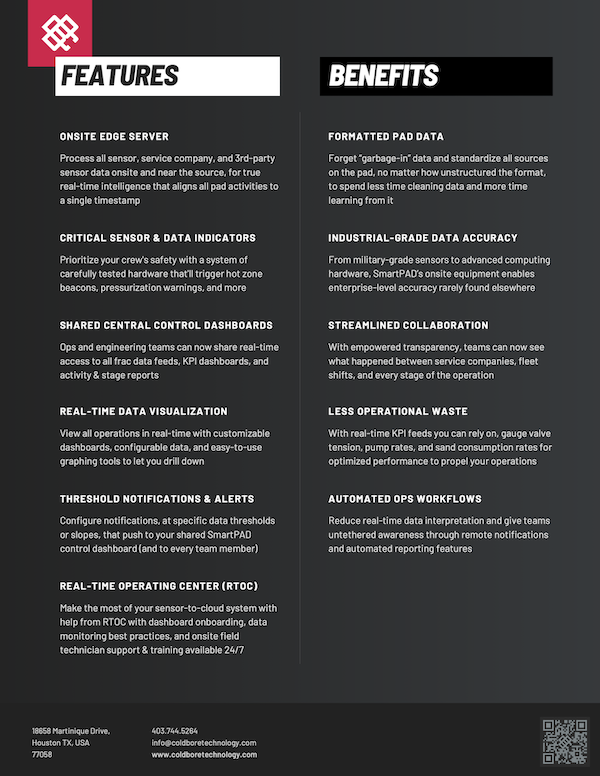 FEATURES
ONSITE EDGE SERVER
Process all sensor, service company, and 3rd-party
sensor data onsite and near the source, for true
real-time intelligence that aligns all pad activities to
a single timestamp
CRITICAL SENSOR & DATA INDICATORS
Prioritize your crew's safety with a system of
carefully tested hardware that'll trigger hot zone
beacons, pressurization warnings, and more
SHARED CENTRAL CONTROL DASHBOARDS
Ops and engineering teams can now share real-time
access to all frac data feeds, KPI dashboards, and
activity & stage reports
REAL-TIME DATA VISUALIZATION
View all operations in real-time with customizable
dashboards, configurable data, and easy-to-use
graphing tools to let you drill down
THRESHOLD NOTIFICATIONS & ALERTS
Configure notifications, at specific data thresholds
or slopes, that push to your shared SmartPAD
control dashboard (and to every team member)
REAL-TIME OPERATING CENTER (RTOC)
Make the most of your sensor-to-cloud system with
help from RTOC with dashboard onboarding, data
monitoring best practices, and onsite field
technician support & training available 24/7
BENEFITS
FORMATTED PAD DATA
Forget "garbage-in" data and standardize all sources
on the pad, no matter how unstructured the format,
to spend less time cleaning data and more time
learning from it
INDUSTRIAL-GRADE DATA ACCURACY
From military-grade sensors to advanced computing
hardware, SmartPAD's onsite equipment enables
enterprise-level accuracy rarely found elsewhere
STREAMLINED COLLABORATION
With empowered transparency, teams can now see
what happened between service companies, fleet
shifts, and every stage of the operation
LESS OPERATIONAL WASTE
With real-time KPI feeds you can rely on, gauge valve
tension, pump rates, and sand consumption rates for
optimized performance to propel your operations
AUTOMATED OPS WORKFLOWS
Reduce real-time data interpretation and give teams
untethered awareness through remote notifications
and automated reporting features
18658 Martinique Drive,
Houston TX, USA
77058
403.744.5264
info@coldboretechnology.com
www.coldboretechnology.com